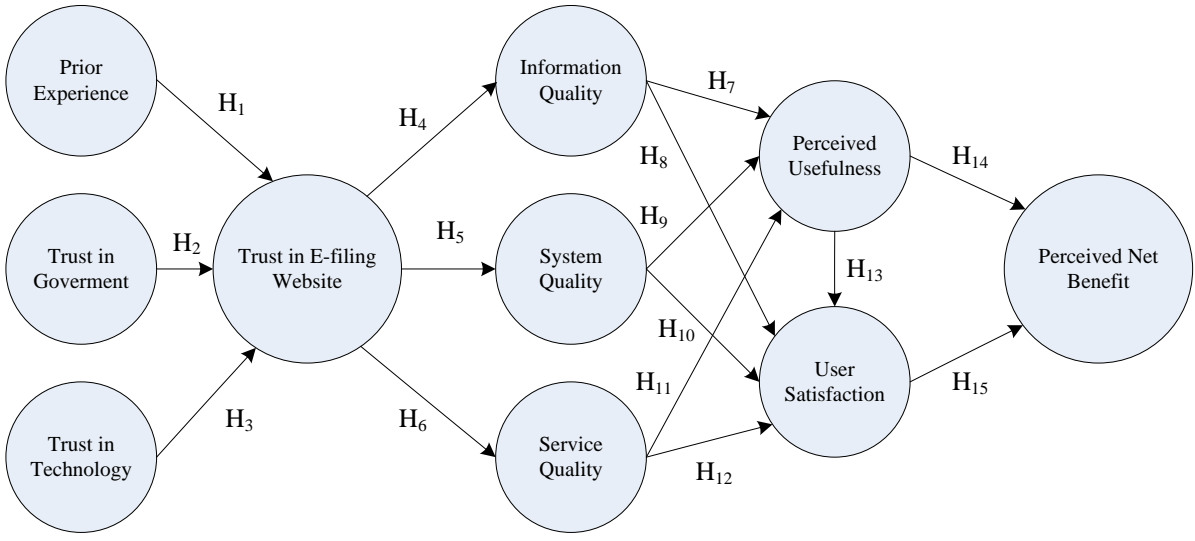 Prior
Experience
H1
Trust in
Goverment
H2
Trust in
Technology
H3
Trust in E-filing
Website
H4
H5
H6
Information
Quality
System
Quality
Service
Quality
H7
H8
H9
H10
H11
H12
Perceived
Usefulness
H13
User
Satisfaction
H14
H15
Perceived Net
Benefit